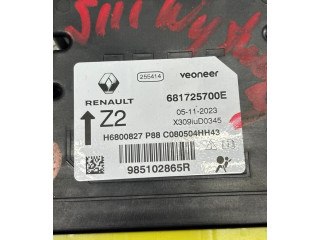 255414 veoneer
RENAULT 681725700E
Z2 05-11-2023
X309iuD0345
H6800827 P88 C080504HH43
985102865R